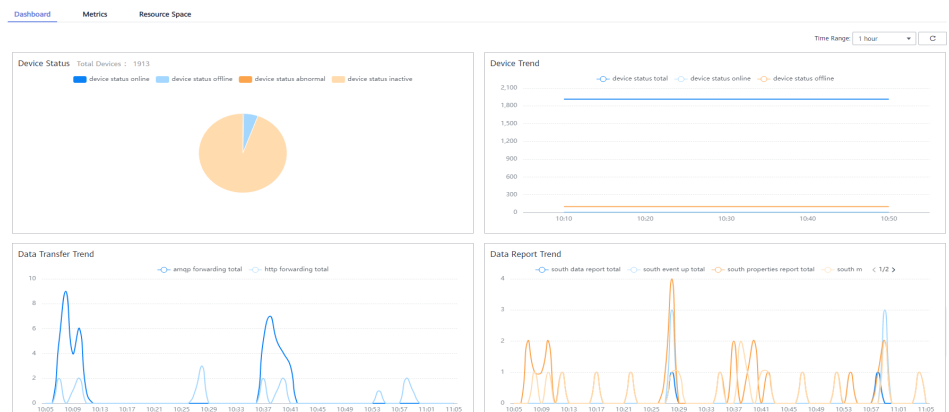 Dashboard Metrics Resource Space
Time Range: 1 hour
Device Status Total Devices : 1913
device status online device status offline device status abnormal device status inactive
Device Trend
device status total device status online device status offline
2,100
1,800
1,500
1,200
900
600
300
0
10:10 10:20 10:30 10:40 10:50
Data Transfer Trend
amqp forwarding total http forwarding total
10
8
6
4
2
0
10:05 10:09 10:13 10:17 10:21 10:25 10:29 10:33 10:37 10:41 10:45 10:49 10:53 10:57 11:01 11:05
Data Report Trend
south data report total south event up total south properties report total south m < 1/2 >
4
3
2
1
0
10:05 10:09 10:13 10:17 10:21 10:25 10:29 10:33 10:37 10:41 10:45 10:49 10:53 10:57 11:01 11:05